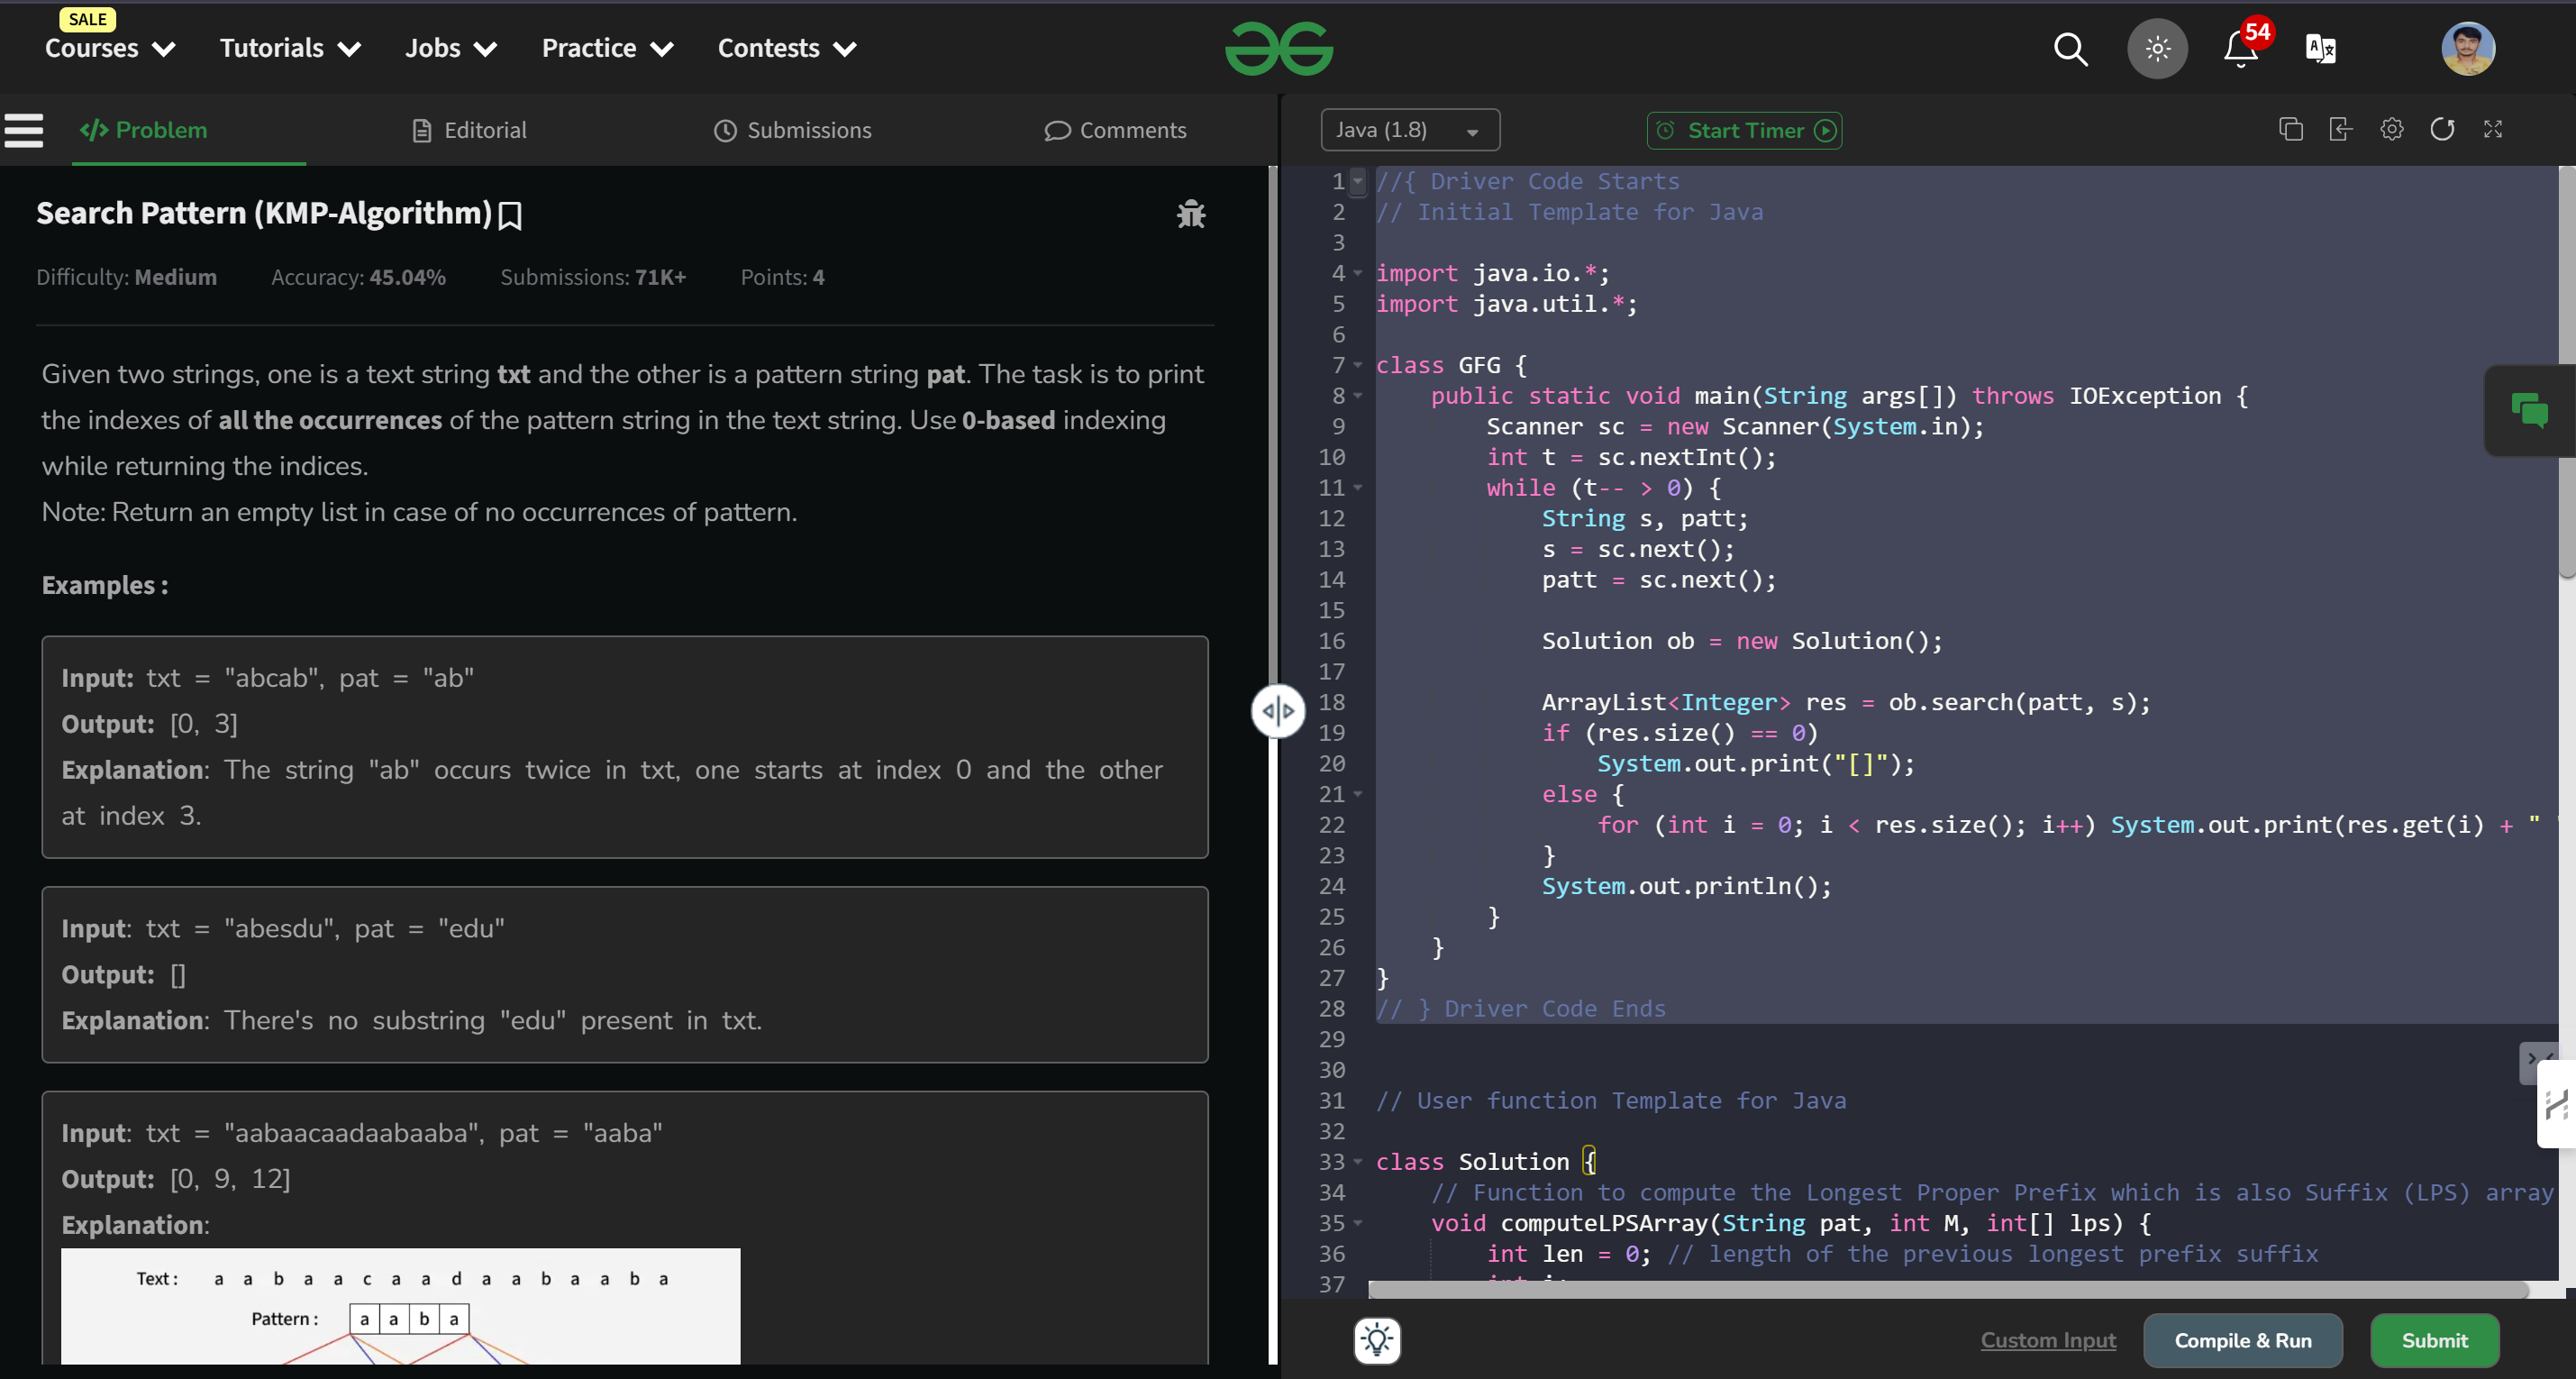 SALE
Courses Tutorials Jobs Practice Contests
54
Problem Editorial Submissions Comments
Search Pattern (KMP-Algorithm)
Difficulty: Medium Accuracy: 45.04% Submissions: 71K+ Points: 4
Given two strings, one is a text string txt and the other is a pattern string pat. The task is to print
the indexes of all the occurrences of the pattern string in the text string. Use 0-based indexing
while returning the indices.
Note: Return an empty list in case of no occurrences of pattern.
Examples :
Input: txt = "abcab", pat = "ab"
Output: [0, 3]
Explanation: The string "ab" occurs twice in txt, one starts at index 0 and the other
at index 3.
Input: txt = "abesdu", pat = "edu"
Output: []
Explanation: There's no substring "edu" present in txt.
Input: txt = "aabaacaadaabaaba", pat = "aaba"
Output: [0, 9, 12]
Explanation:
Text : a a b a a c a a d a a b a a b a
Pattern : a a b a
Java (1.8) Start Timer
1 //{ Driver Code Starts
2 // Initial Template for Java
3
4 import java.io.*;
5 import java.util.*;
6
7 class GFG {
8 public static void main(String args[]) throws IOException {
9 Scanner sc = new Scanner(System.in);
10 int t = sc.nextInt();
11 while (t-- > 0) {
12 String s, patt;
13 s = sc.next();
14 patt = sc.next();
15
16 Solution ob = new Solution();
17
18 ArrayList<Integer> res = ob.search(patt, s);
19 if (res.size() == 0)
20 System.out.print("[]");
21 else {
22 for (int i = 0; i < res.size(); i++) System.out.print(res.get(i) + "
23 }
24 System.out.println();
25 }
26 }
27 }
28 // } Driver Code Ends
29
30
31 // User function Template for Java
32
33 class Solution {
34 // Function to compute the Longest Proper Prefix which is also Suffix (LPS) array
35 void computeLPSArray(String pat, int M, int[] lps) {
36 int len = 0; // length of the previous longest prefix suffix
37
Custom Input Compile & Run Submit